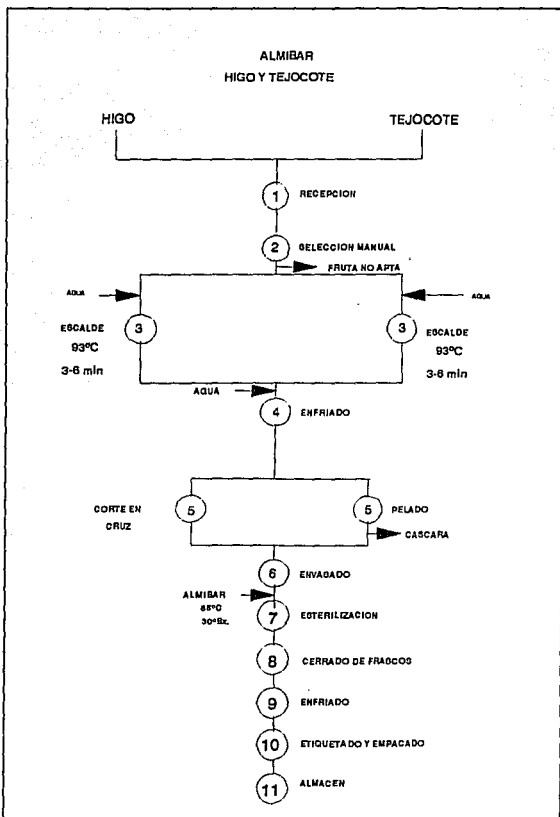 ALMIBAR
HIGO Y TEJOCOTE
HIGO
TEJOCOTE
1
RECEPCION
2
SELECCION MANUAL
FRUTA NO APTA
AGUA
AGUA
3
ESCALDE
93ºC
3-6 min
3
ESCALDE
93ºC
3-6 min
AGUA
4
ENFRIADO
CORTE EN
CRUZ
5
5
PELADO
CASCARA
6
ENVASADO
ALMIBAR
85ºC
30ºBx.
7
ESTERILIZACION
8
CERRADO DE FRASCOS
9
ENFRIADO
10
ETIQUETADO Y EMPACADO
11
ALMACEN